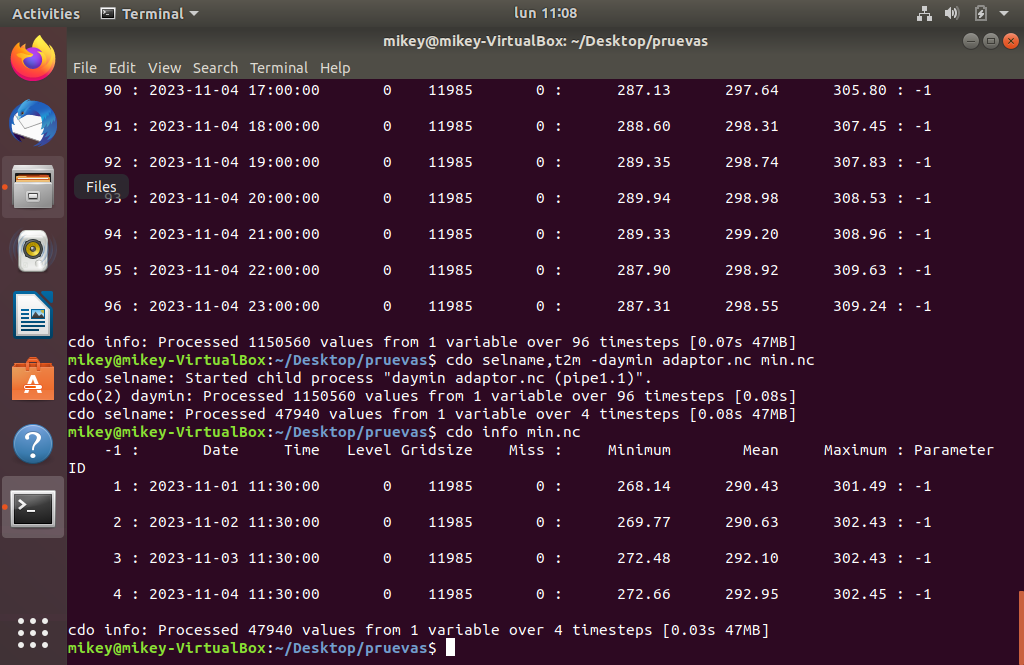 Activities Terminal lun 11:08
mikey@mikey-VirtualBox: ~/Desktop/pruevas
File Edit View Search Terminal Help
90 : 2023-11-04 17:00:00 0 11985 0 : 287.13 297.64 305.80 : -1
91 : 2023-11-04 18:00:00 0 11985 0 : 288.60 298.31 307.45 : -1
92 : 2023-11-04 19:00:00 0 11985 0 : 289.35 298.74 307.83 : -1
Files
93 : 2023-11-04 20:00:00 0 11985 0 : 289.94 298.98 308.53 : -1
94 : 2023-11-04 21:00:00 0 11985 0 : 289.33 299.20 308.96 : -1
95 : 2023-11-04 22:00:00 0 11985 0 : 287.90 298.92 309.63 : -1
96 : 2023-11-04 23:00:00 0 11985 0 : 287.31 298.55 309.24 : -1
cdo info: Processed 1150560 values from 1 variable over 96 timesteps [0.07s 47MB]
mikey@mikey-VirtualBox:~/Desktop/pruevas$ cdo selname,t2m -daymin adaptor.nc min.nc
cdo selname: Started child process "daymin adaptor.nc (pipe1.1)".
cdo(2) daymin: Processed 1150560 values from 1 variable over 96 timesteps [0.08s]
cdo selname: Processed 47940 values from 1 variable over 4 timesteps [0.08s 47MB]
mikey@mikey-VirtualBox:~/Desktop/pruevas$ cdo info min.nc
-1 : Date Time Level Gridsize Miss : Minimum Mean Maximum : Parameter
ID
1 : 2023-11-01 11:30:00 0 11985 0 : 268.14 290.43 301.49 : -1
2 : 2023-11-02 11:30:00 0 11985 0 : 269.77 290.63 302.43 : -1
3 : 2023-11-03 11:30:00 0 11985 0 : 272.48 292.10 302.43 : -1
4 : 2023-11-04 11:30:00 0 11985 0 : 272.66 292.95 302.45 : -1
cdo info: Processed 47940 values from 1 variable over 4 timesteps [0.03s 47MB]
mikey@mikey-VirtualBox:~/Desktop/pruevas$